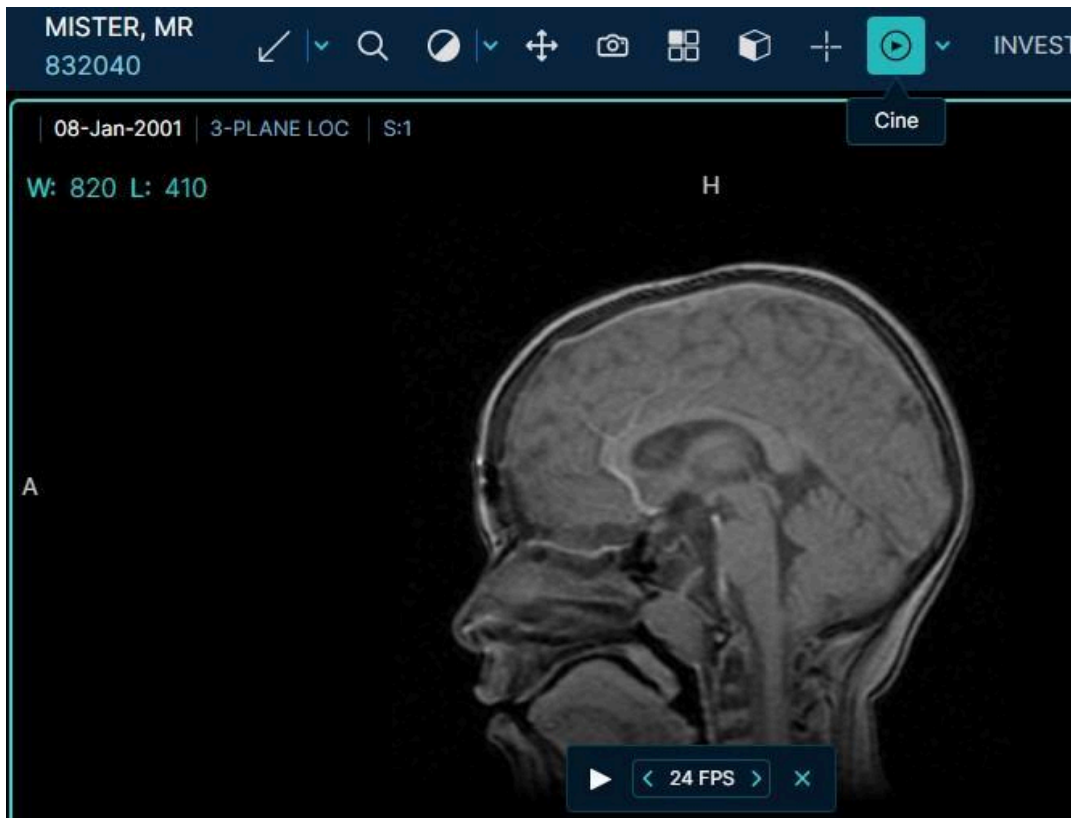 MISTER, MR
832040
INVEST
Cine
08-Jan-2001 3-PLANE LOC S:1
W: 820 L: 410
H
A
24 FPS